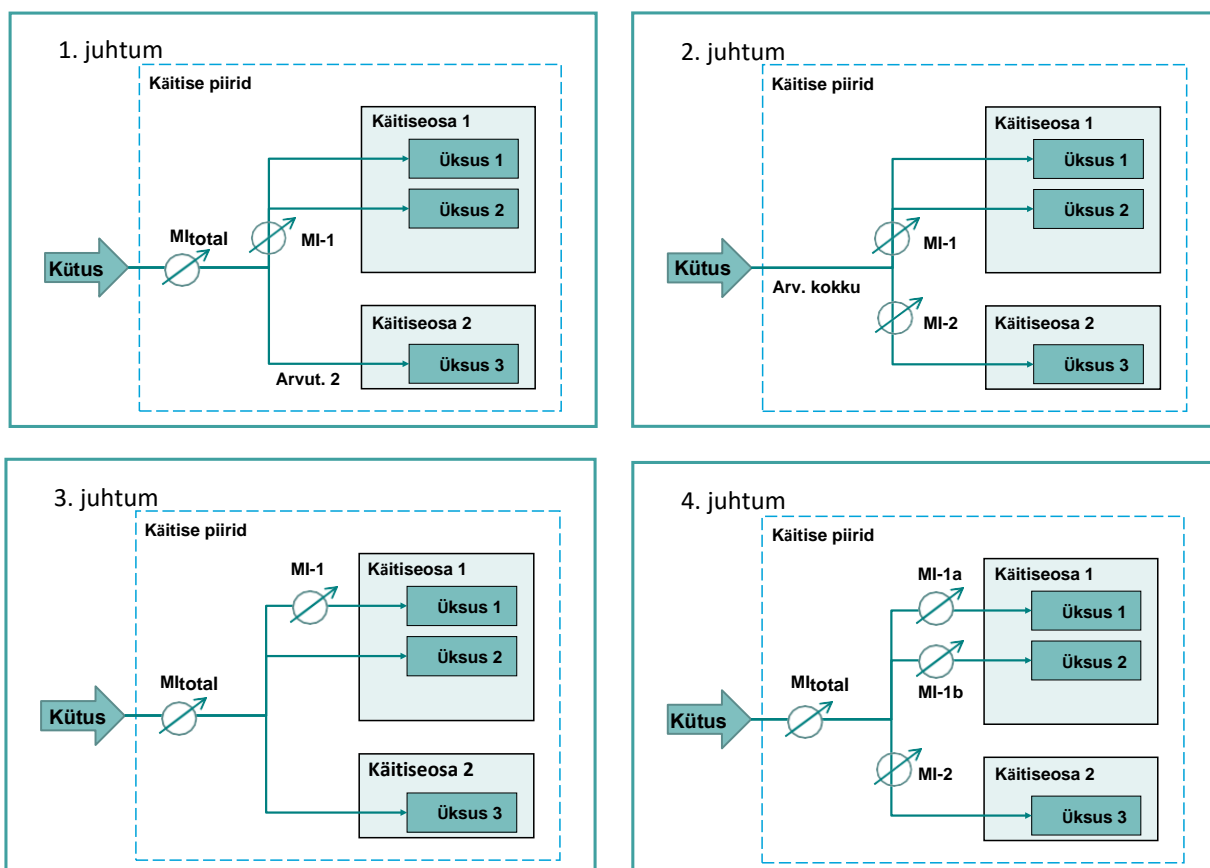 1. juhtum
Käitise piirid
Käitiseosa 1
Üksus 1
Üksus 2
MI-1
MItotal
Kütus
Käitiseosa 2
Üksus 3
Arvut. 2
2. juhtum
Käitise piirid
Käitiseosa 1
Üksus 1
Üksus 2
MI-1
Kütus
Arv. kokku
MI-2
Käitiseosa 2
Üksus 3
3. juhtum
Käitise piirid
MI-1
Käitiseosa 1
Üksus 1
Üksus 2
MItotal
Kütus
Käitiseosa 2
Üksus 3
4. juhtum
Käitise piirid
MI-1a
Käitiseosa 1
Üksus 1
Üksus 2
MI-1b
MItotal
Kütus
MI-2
Käitiseosa 2
Üksus 3